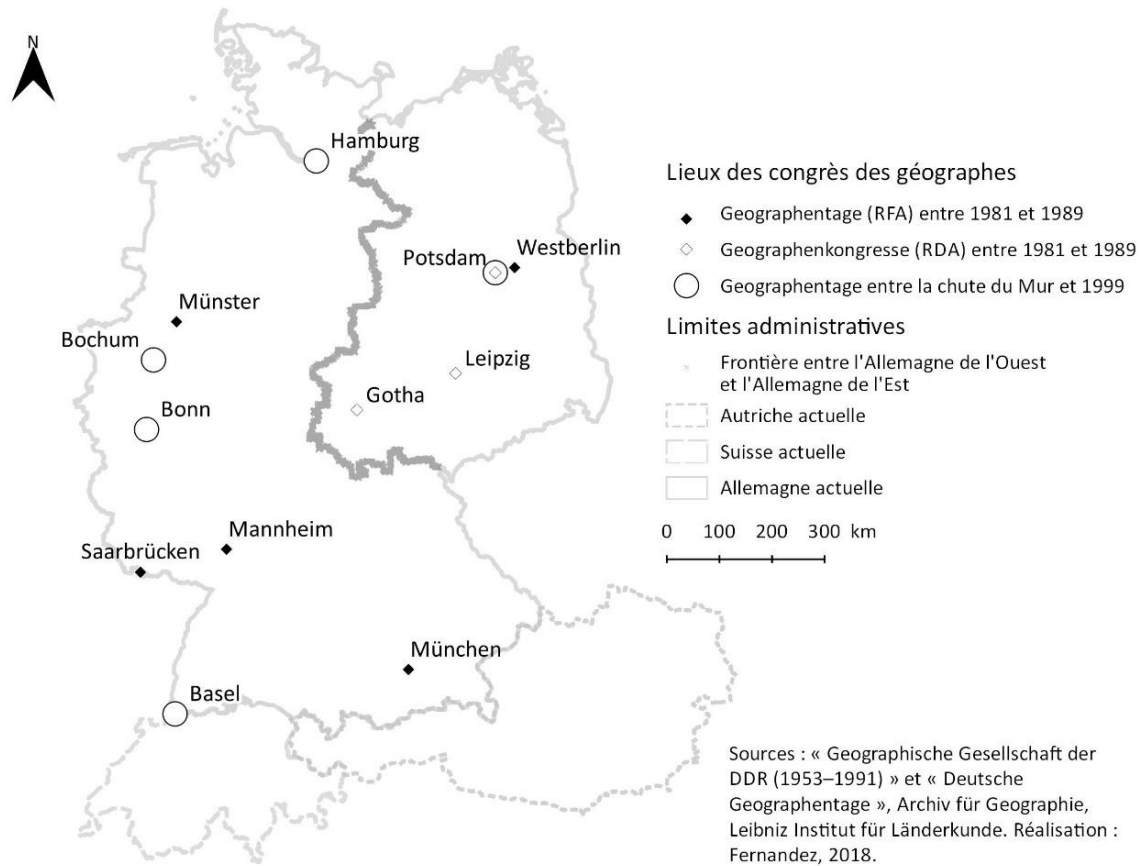 N
Hamburg
Potsdam
Westberlin
Münster
Bochum
Leipzig
Gotha
Bonn
Mannheim
Saarbrücken
München
Basel
Lieux des congrès des géographes
Geographentage (RFA) entre 1981 et 1989
Geographenkongresse (RDA) entre 1981 et 1989
Geographentage entre la chute du Mur et 1999
Limites administratives
Frontière entre l'Allemagne de l'Ouest
et l'Allemagne de l'Est
Autriche actuelle
Suisse actuelle
Allemagne actuelle
0 100 200 300 km
Sources : « Geographische Gesellschaft der
DDR (1953–1991) » et « Deutsche
Geographentage », Archiv für Geographie,
Leibniz Institut für Länderkunde. Réalisation :
Fernandez, 2018.